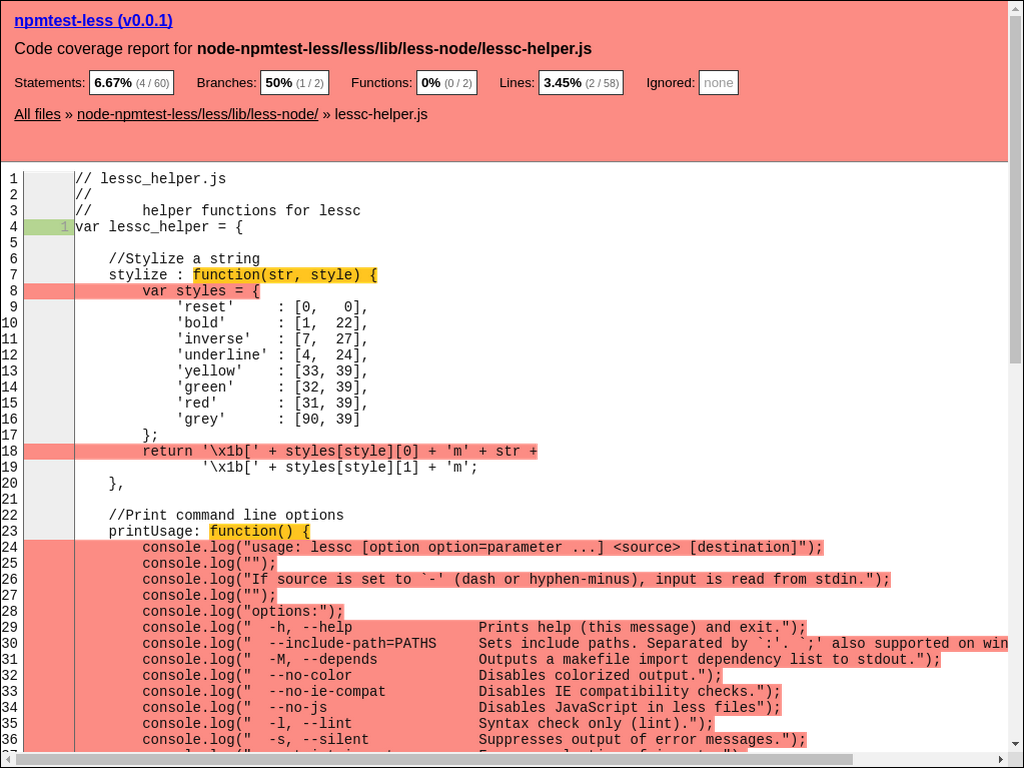 npmtest-less (v0.0.1)
Code coverage report for node-npmtest-less/less/lib/less-node/lessc-helper.js
Statements: 6.67% (4 / 60) Branches: 50% (1 / 2) Functions: 0% (0 / 2) Lines: 3.45% (2 / 58) Ignored: none
All files » node-npmtest-less/less/lib/less-node/ » lessc-helper.js
1 // lessc_helper.js
2 //
3 //      helper functions for lessc
4 1 var lessc_helper = {
5
6     //Stylize a string
7     stylize : function(str, style) {
8         var styles = {
9             'reset'     : [0,   0],
10             'bold'      : [1,  22],
11             'inverse'   : [7,  27],
12             'underline' : [4,  24],
13             'yellow'    : [33, 39],
14             'green'     : [32, 39],
15             'red'       : [31, 39],
16             'grey'      : [90, 39]
17         };
18         return '\x1b[' + styles[style][0] + 'm' + str +
19                '\x1b[' + styles[style][1] + 'm';
20     },
21
22     //Print command line options
23     printUsage: function() {
24         console.log("usage: lessc [option option=parameter ...] <source> [destination]");
25         console.log("");
26         console.log("If source is set to `-' (dash or hyphen-minus), input is read from stdin.");
27         console.log("");
28         console.log("options:");
29         console.log("  -h, --help               Prints help (this message) and exit.");
30         console.log("  --include-path=PATHS     Sets include paths. Separated by `:'. `;' also supported on win
31         console.log("  -M, --depends            Outputs a makefile import dependency list to stdout.");
32         console.log("  --no-color               Disables colorized output.");
33         console.log("  --no-ie-compat           Disables IE compatibility checks.");
34         console.log("  --no-js                  Disables JavaScript in less files");
35         console.log("  -l, --lint               Syntax check only (lint).");
36         console.log("  -s, --silent             Suppresses output of error messages.");